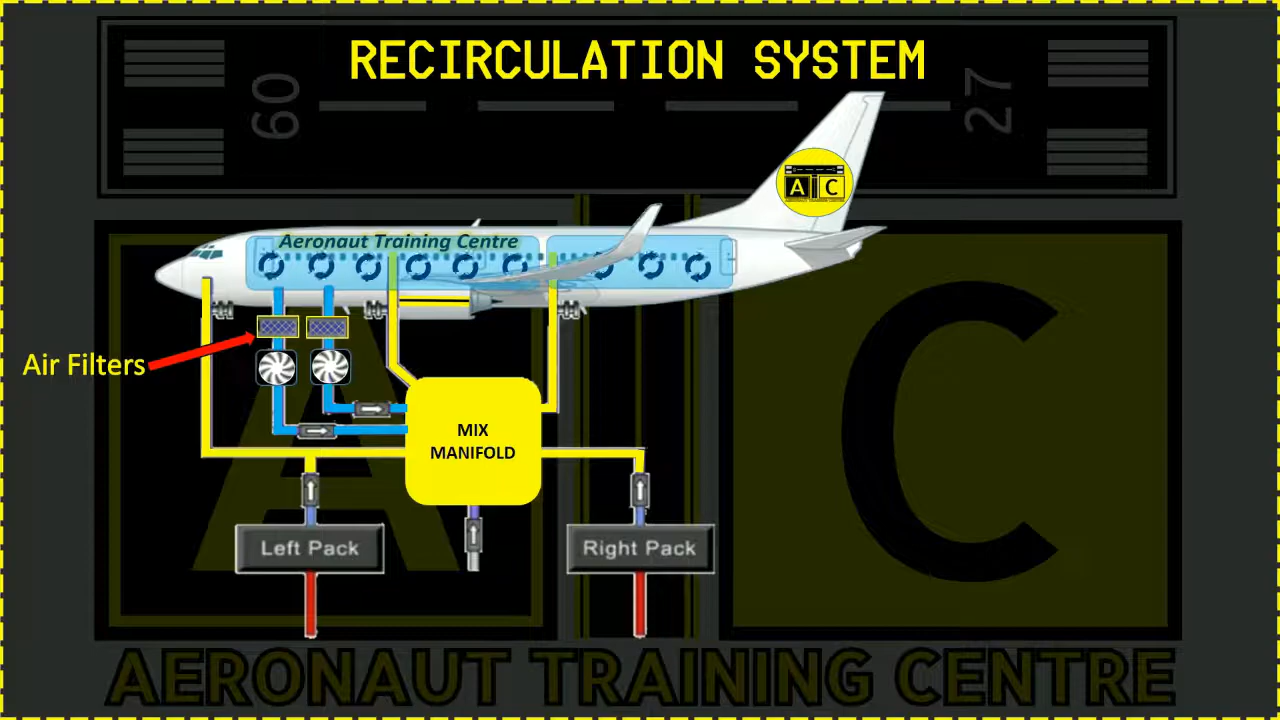 RECIRCULATION SYSTEM
60
27
A C
Aeronaut Training Centre
Air Filters
MIX
MANIFOLD
Left Pack
Right Pack
A
C
AERONAUT TRAINING CENTRE